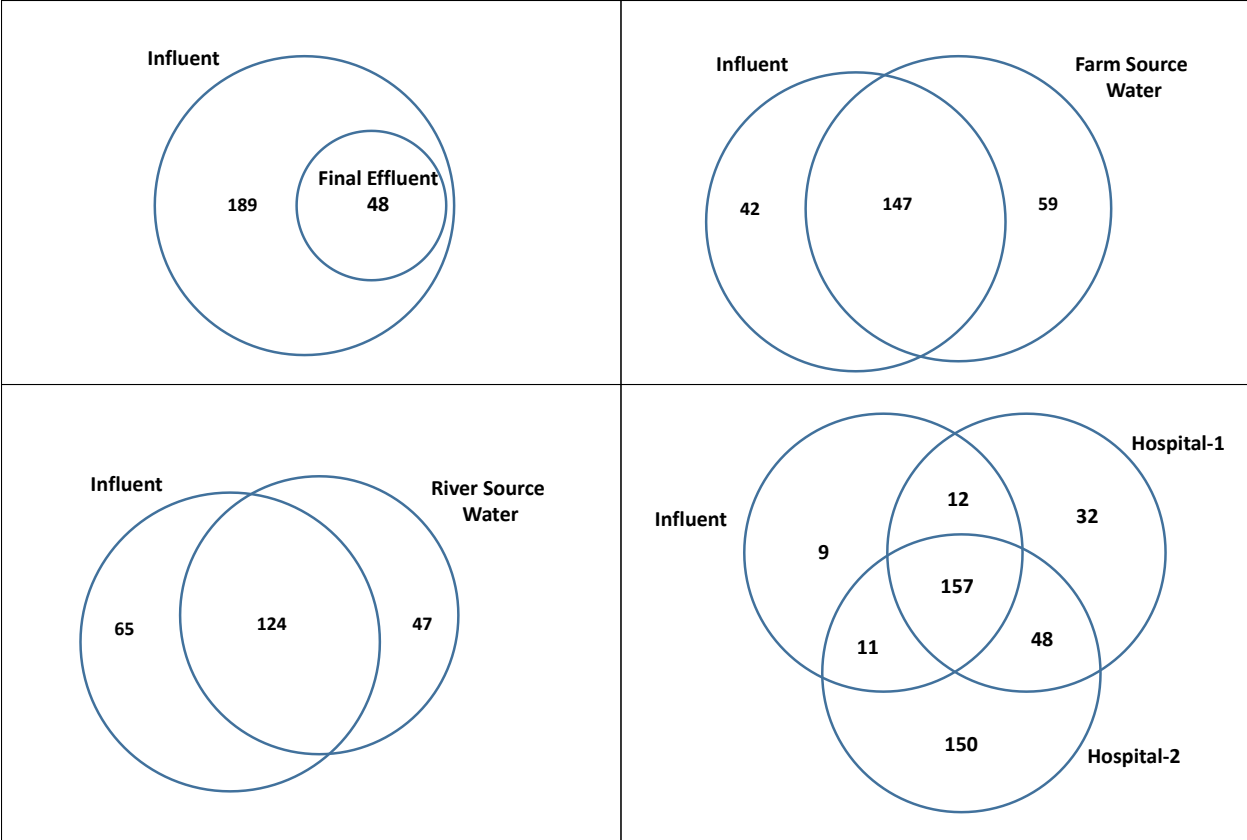 Influent
Final Effluent
189
48
Influent
Farm Source
Water
42
147
59
Influent
River Source
Water
65
124
47
Hospital-1
Influent
12
32
9
157
11
48
150
Hospital-2